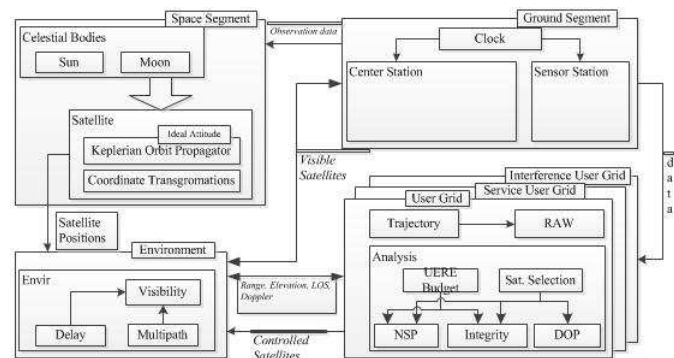 Space Segment
Celestial Bodies
Sun
Moon
Satellite
Ideal Attitude
Keplerian Orbit Propagator
Coordinate Transgromations
Observation data
Ground Segment
Clock
Center Station
Sensor Station
Visible
Satellites
data
Satellite
Positions
Interference User Grid
Service User Grid
User Grid
Trajectory
RAW
Analysis
UERE
Budget
Sat. Selection
NSP
Integrity
DOP
Environment
Envir
Visibility
Delay
Multipath
Range, Elevation, LOS,
Doppler
Controlled
Satellites